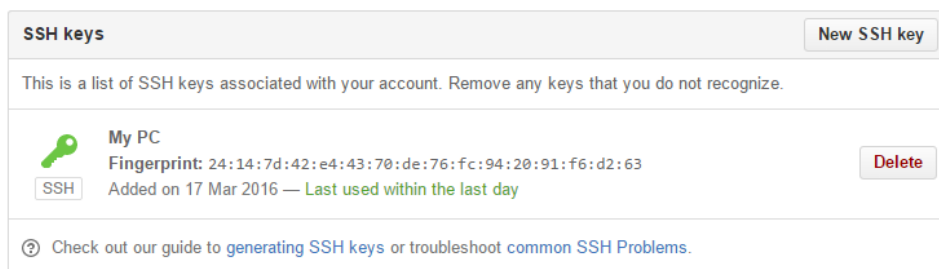 SSH keys
New SSH key
This is a list of SSH keys associated with your account. Remove any keys that you do not recognize.
My PC
Fingerprint: 24:14:7d:42:e4:43:70:de:76:fc:94:20:91:f6:d2:63
Delete
SSH
Added on 17 Mar 2016 — Last used within the last day
Check out our guide to generating SSH keys or troubleshoot common SSH Problems.